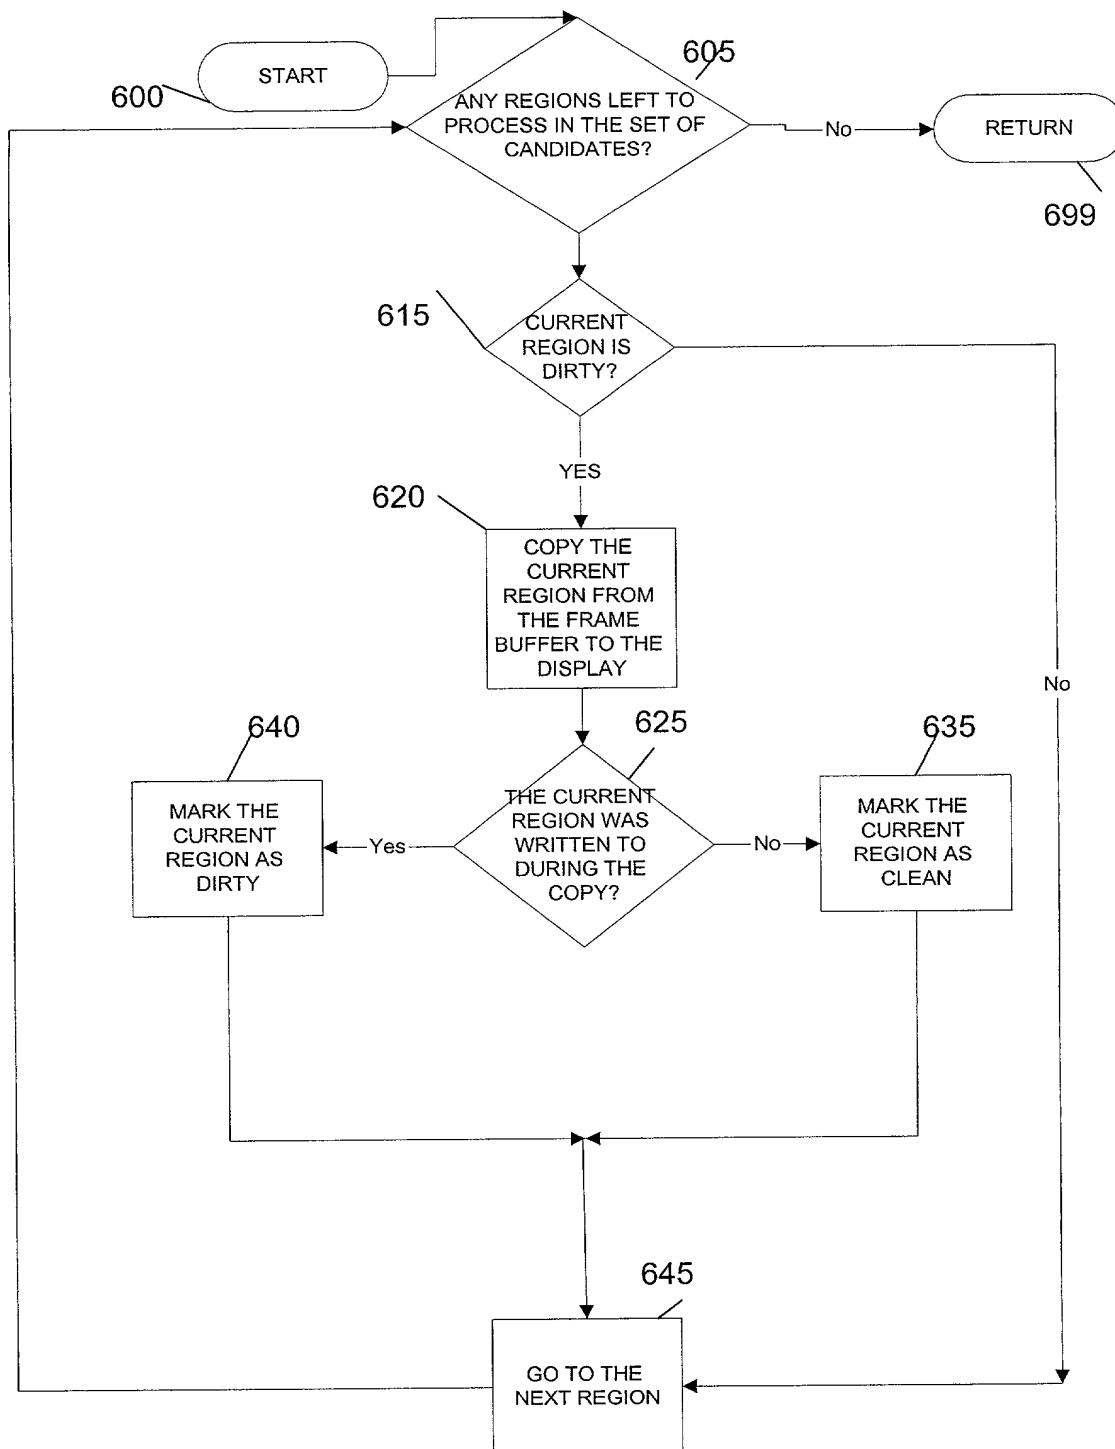 START
600
605
ANY REGIONS LEFT TO
PROCESS IN THE SET OF
CANDIDATES?
No
RETURN
699
615
CURRENT
REGION IS
DIRTY?
YES
No
620
COPY THE
CURRENT
REGION FROM
THE FRAME
BUFFER TO THE
DISPLAY
625
THE CURRENT
REGION WAS
WRITTEN TO
DURING THE
COPY?
Yes
No
640
MARK THE
CURRENT
REGION AS
DIRTY
635
MARK THE
CURRENT
REGION AS
CLEAN
645
GO TO THE
NEXT REGION